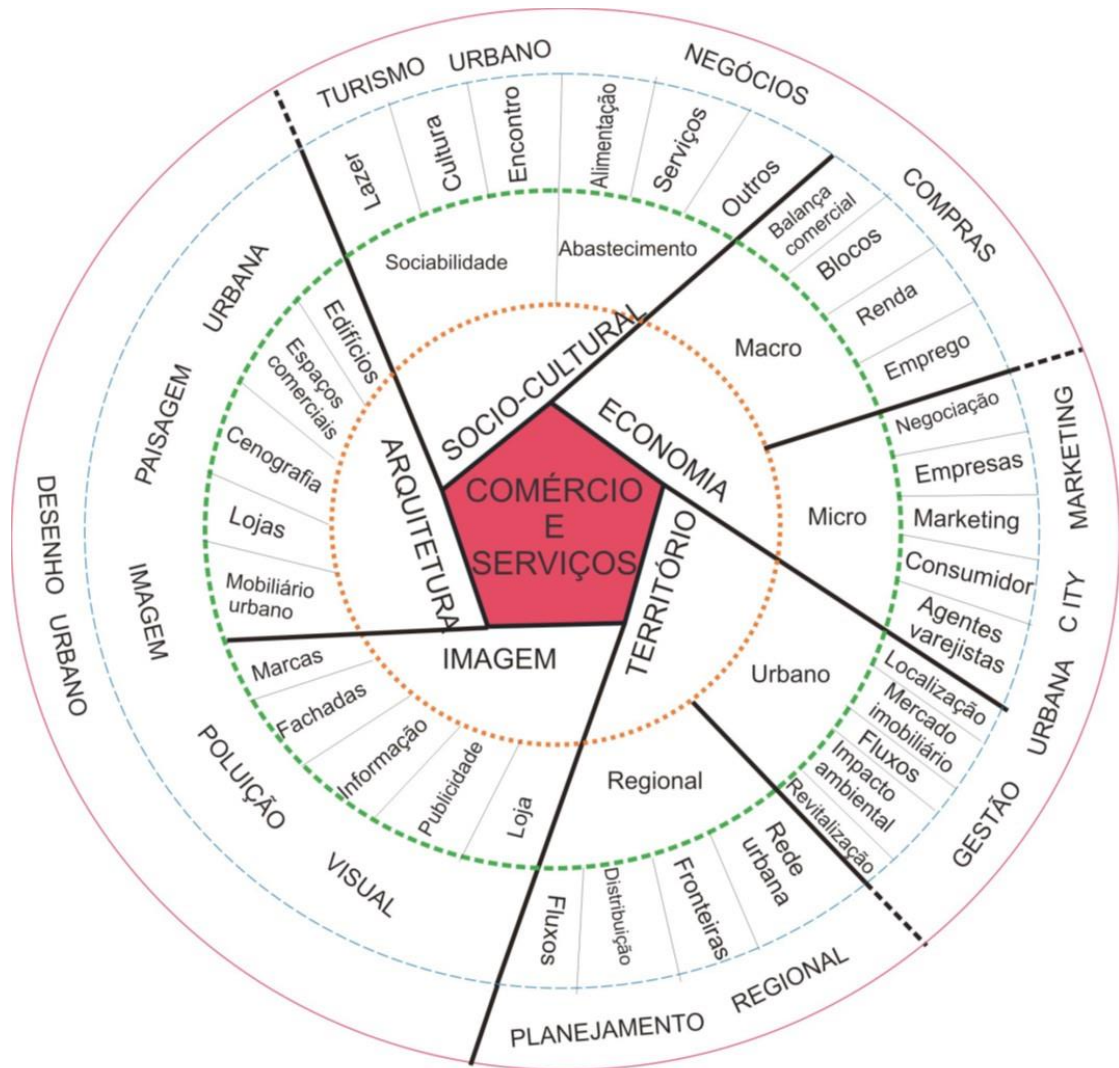 TURISMO URBANO
NEGÓCIOS
COMPRAS
MARKETING
CITY
GESTÃO URBANA
PLANEJAMENTO REGIONAL
DESENHO URBANO
PAISAGEM URBANA
IMAGEM
POLUIÇÃO VISUAL
Lazer
Cultura
Encontro
Alimentação
Serviços
Outros
Balança
comercial
Blocos
Renda
Emprego
Negociação
Empresas
Marketing
Consumidor
Agentes
varejistas
Localização
Mercado
imobiliário
Fluxos
Impacto
ambiental
Revitalização
Rede
urbana
Fronteiras
Distribuição
Fluxos
Loja
Publicidade
Informação
Fachadas
Marcas
Mobiliário
urbano
Lojas
Cenografia
Espaços
comerciais
Edifícios
Sociabilidade
Abastecimento
Macro
Micro
Urbano
Regional
SOCIO-CULTURAL
ECONOMIA
TERRITÓRIO
IMAGEM
ARQUITETURA
COMÉRCIO
E
SERVIÇOS